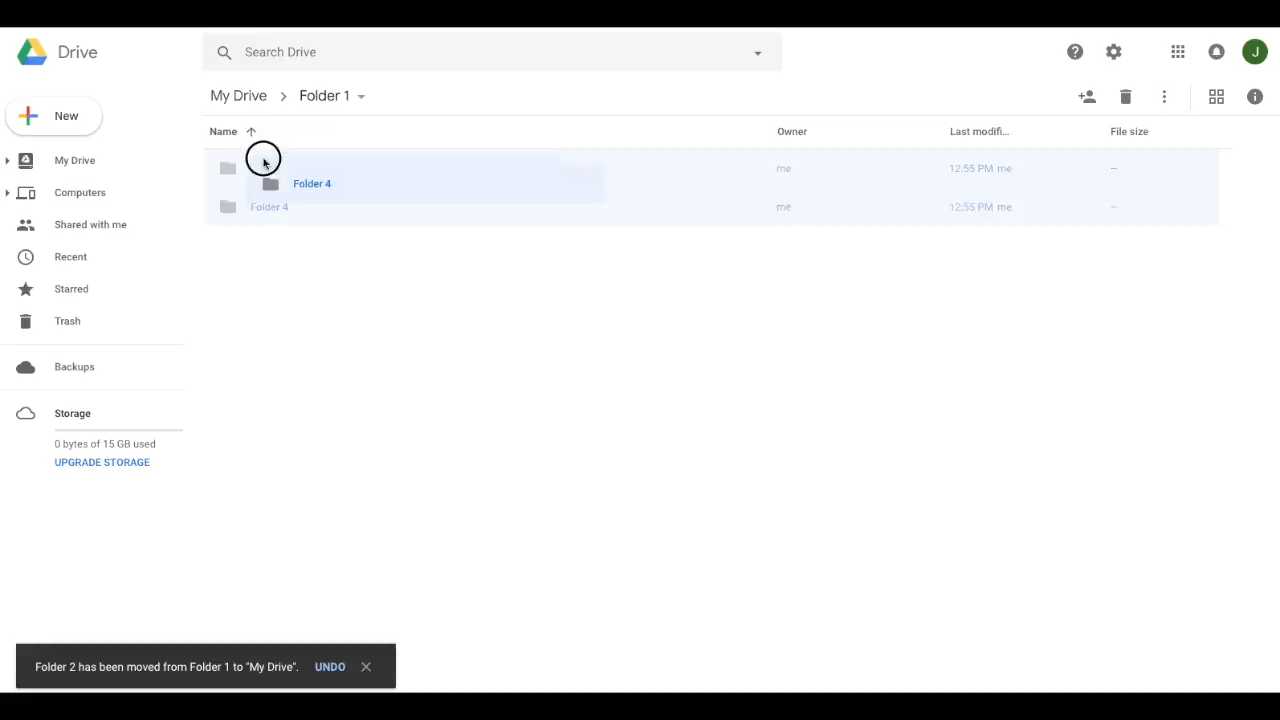 Drive
Search Drive
J
My Drive > Folder 1
New
Name
Owner
Last modifi...
File size
My Drive
me
12:55 PM me
–
Folder 4
Computers
Folder 4
me
12:55 PM me
–
Shared with me
Recent
Starred
Trash
Backups
Storage
0 bytes of 15 GB used
UPGRADE STORAGE
Folder 2 has been moved from Folder 1 to "My Drive". UNDO